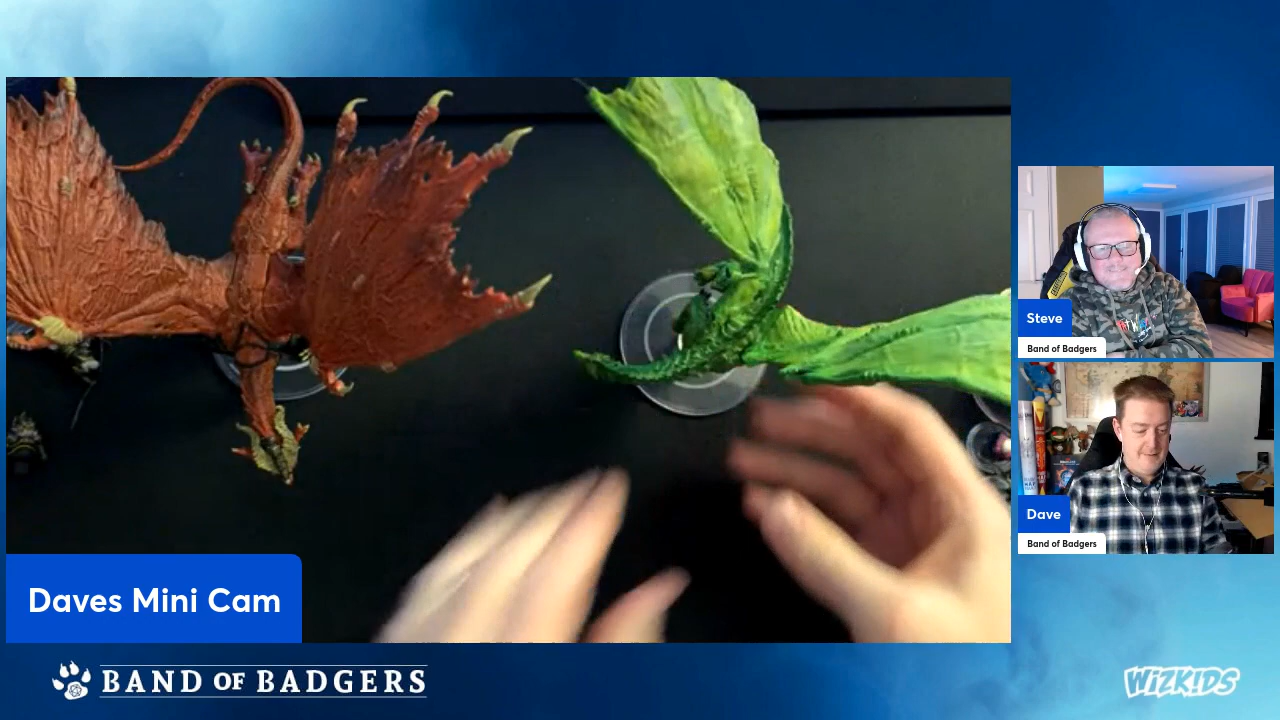 Steve
Band of Badgers
Dave
Band of Badgers
Daves Mini Cam
BAND OF BADGERS
WIZKIDS